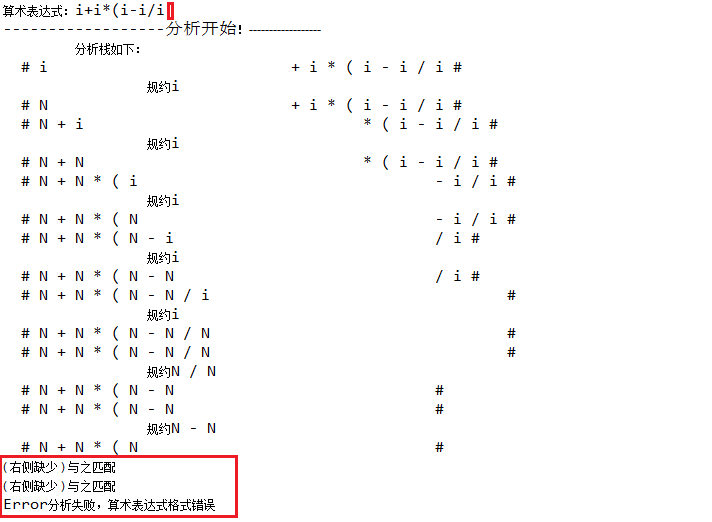 算术表达式: i+i*(i-i/i
------------------分析开始！------------------
分析栈如下:
# i + i * ( i - i / i #
规约i
# N + i * ( i - i / i #
# N + i * ( i - i / i #
规约i
# N + N * ( i - i / i #
# N + N * ( i - i / i #
规约i
# N + N * ( N - i / i #
# N + N * ( N - i / i #
规约i
# N + N * ( N - N / i #
# N + N * ( N - N / i #
规约i
# N + N * ( N - N / N #
# N + N * ( N - N / N #
规约N / N
# N + N * ( N - N #
# N + N * ( N - N #
规约N - N
# N + N * ( N #
(右侧缺少)与之匹配
(右侧缺少)与之匹配
Error分析失败，算术表达式格式错误